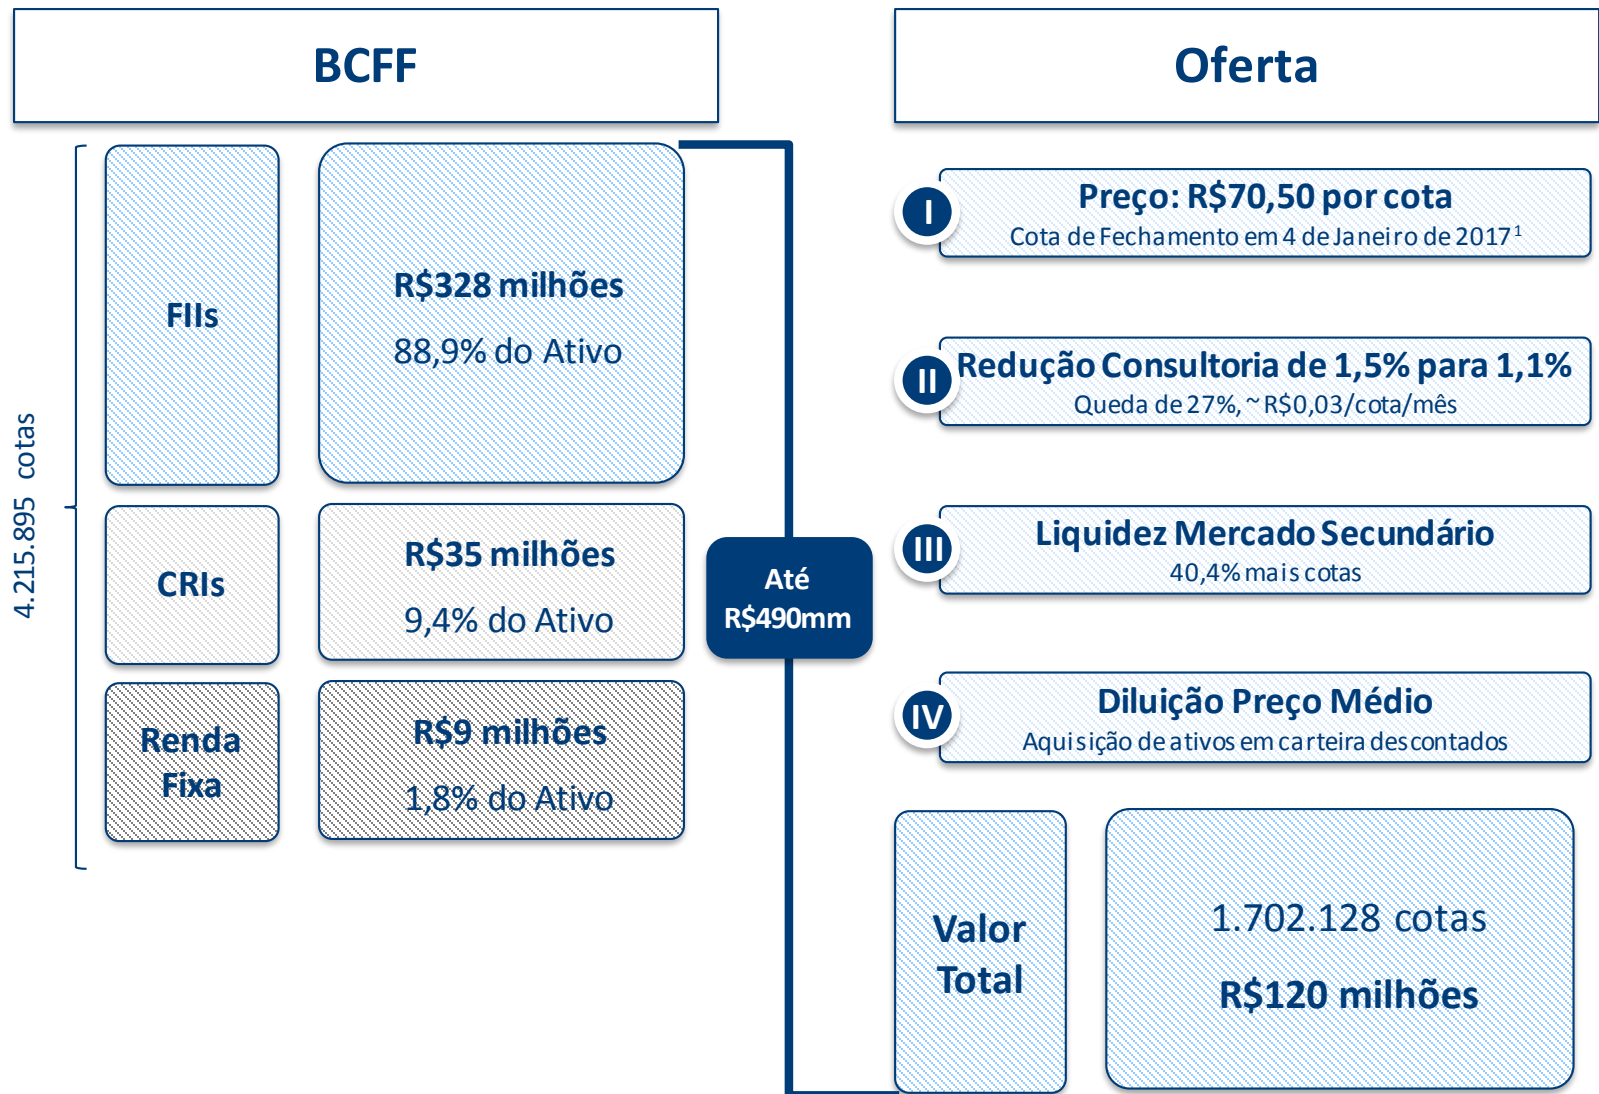 BCFF
4.215.895 cotas
FIIs
R$328 milhões
88,9% do Ativo
CRIs
R$35 milhões
9,4% do Ativo
Renda
Fixa
R$9 milhões
1,8% do Ativo
Até
R$490mm
Oferta
I
Preço: R$70,50 por cota
Cota de Fechamento em 4 de Janeiro de 2017¹
II
Redução Consultoria de 1,5% para 1,1%
Queda de 27%, ~R$0,03/cota/mês
III
Liquidez Mercado Secundário
40,4% mais cotas
IV
Diluição Preço Médio
Aquisição de ativos em carteira descontados
Valor
Total
1.702.128 cotas
R$120 milhões